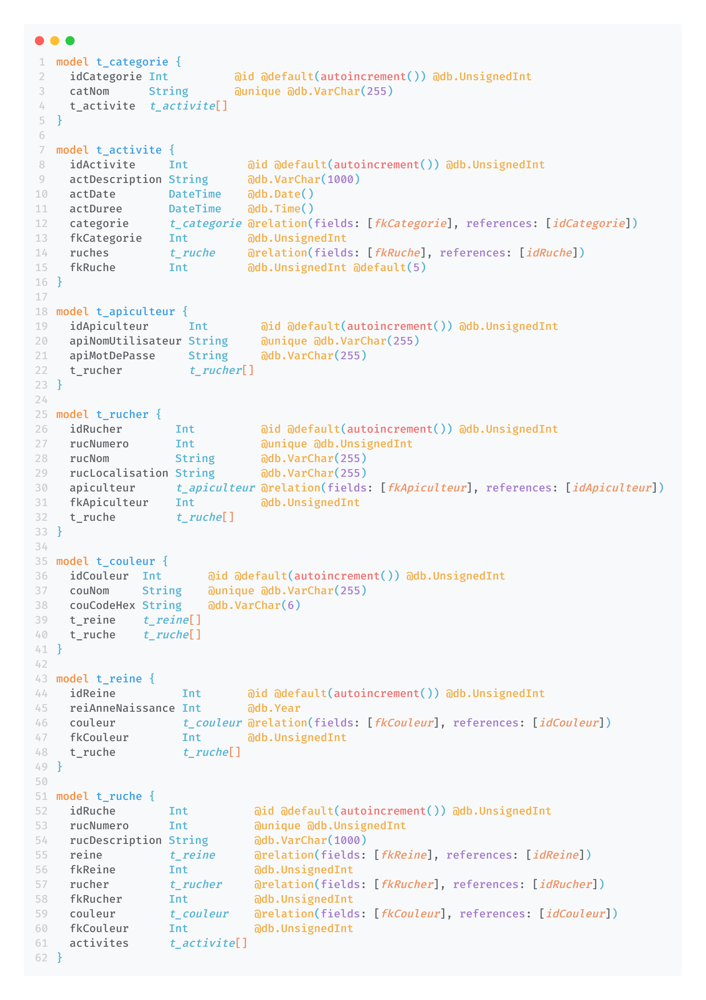 1 model t_categorie {
2   idCategorie Int          @id @default(autoincrement()) @db.UnsignedInt
3   catNom      String       @unique @db.VarChar(255)
4   t_activite  t_activite[]
5 }
6
7 model t_activite {
8   idActivite     Int         @id @default(autoincrement()) @db.UnsignedInt
9   actDescription String      @db.VarChar(1000)
10   actDate        DateTime    @db.Date()
11   actDuree       DateTime    @db.Time()
12   categorie      t_categorie @relation(fields: [fkCategorie], references: [idCategorie])
13   fkCategorie    Int         @db.UnsignedInt
14   ruches         t_ruche     @relation(fields: [fkRuche], references: [idRuche])
15   fkRuche        Int         @db.UnsignedInt @default(5)
16 }
17
18 model t_apiculteur {
19   idApiculteur      Int        @id @default(autoincrement()) @db.UnsignedInt
20   apiNomUtilisateur String     @unique @db.VarChar(255)
21   apiMotDePasse     String     @db.VarChar(255)
22   t_rucher          t_rucher[]
23 }
24
25 model t_rucher {
26   idRucher        Int          @id @default(autoincrement()) @db.UnsignedInt
27   rucNumero       Int          @unique @db.UnsignedInt
28   rucNom          String       @db.VarChar(255)
29   rucLocalisation String       @db.VarChar(255)
30   apiculteur      t_apiculteur @relation(fields: [fkApiculteur], references: [idApiculteur])
31   fkApiculteur    Int          @db.UnsignedInt
32   t_ruche         t_ruche[]
33 }
34
35 model t_couleur {
36   idCouleur  Int       @id @default(autoincrement()) @db.UnsignedInt
37   couNom     String    @unique @db.VarChar(255)
38   couCodeHex String    @db.VarChar(6)
39   t_reine    t_reine[]
40   t_ruche    t_ruche[]
41 }
42
43 model t_reine {
44   idReine          Int       @id @default(autoincrement()) @db.UnsignedInt
45   reiAnneNaissance Int       @db.Year
46   couleur          t_couleur @relation(fields: [fkCouleur], references: [idCouleur])
47   fkCouleur        Int       @db.UnsignedInt
48   t_ruche          t_ruche[]
49 }
50
51 model t_ruche {
52   idRuche        Int          @id @default(autoincrement()) @db.UnsignedInt
53   rucNumero      Int          @unique @db.UnsignedInt
54   rucDescription String       @db.VarChar(1000)
55   reine          t_reine      @relation(fields: [fkReine], references: [idReine])
56   fkReine        Int          @db.UnsignedInt
57   rucher         t_rucher     @relation(fields: [fkRucher], references: [idRucher])
58   fkRucher       Int          @db.UnsignedInt
59   couleur        t_couleur    @relation(fields: [fkCouleur], references: [idCouleur])
60   fkCouleur      Int          @db.UnsignedInt
61   activites      t_activite[]
62 }